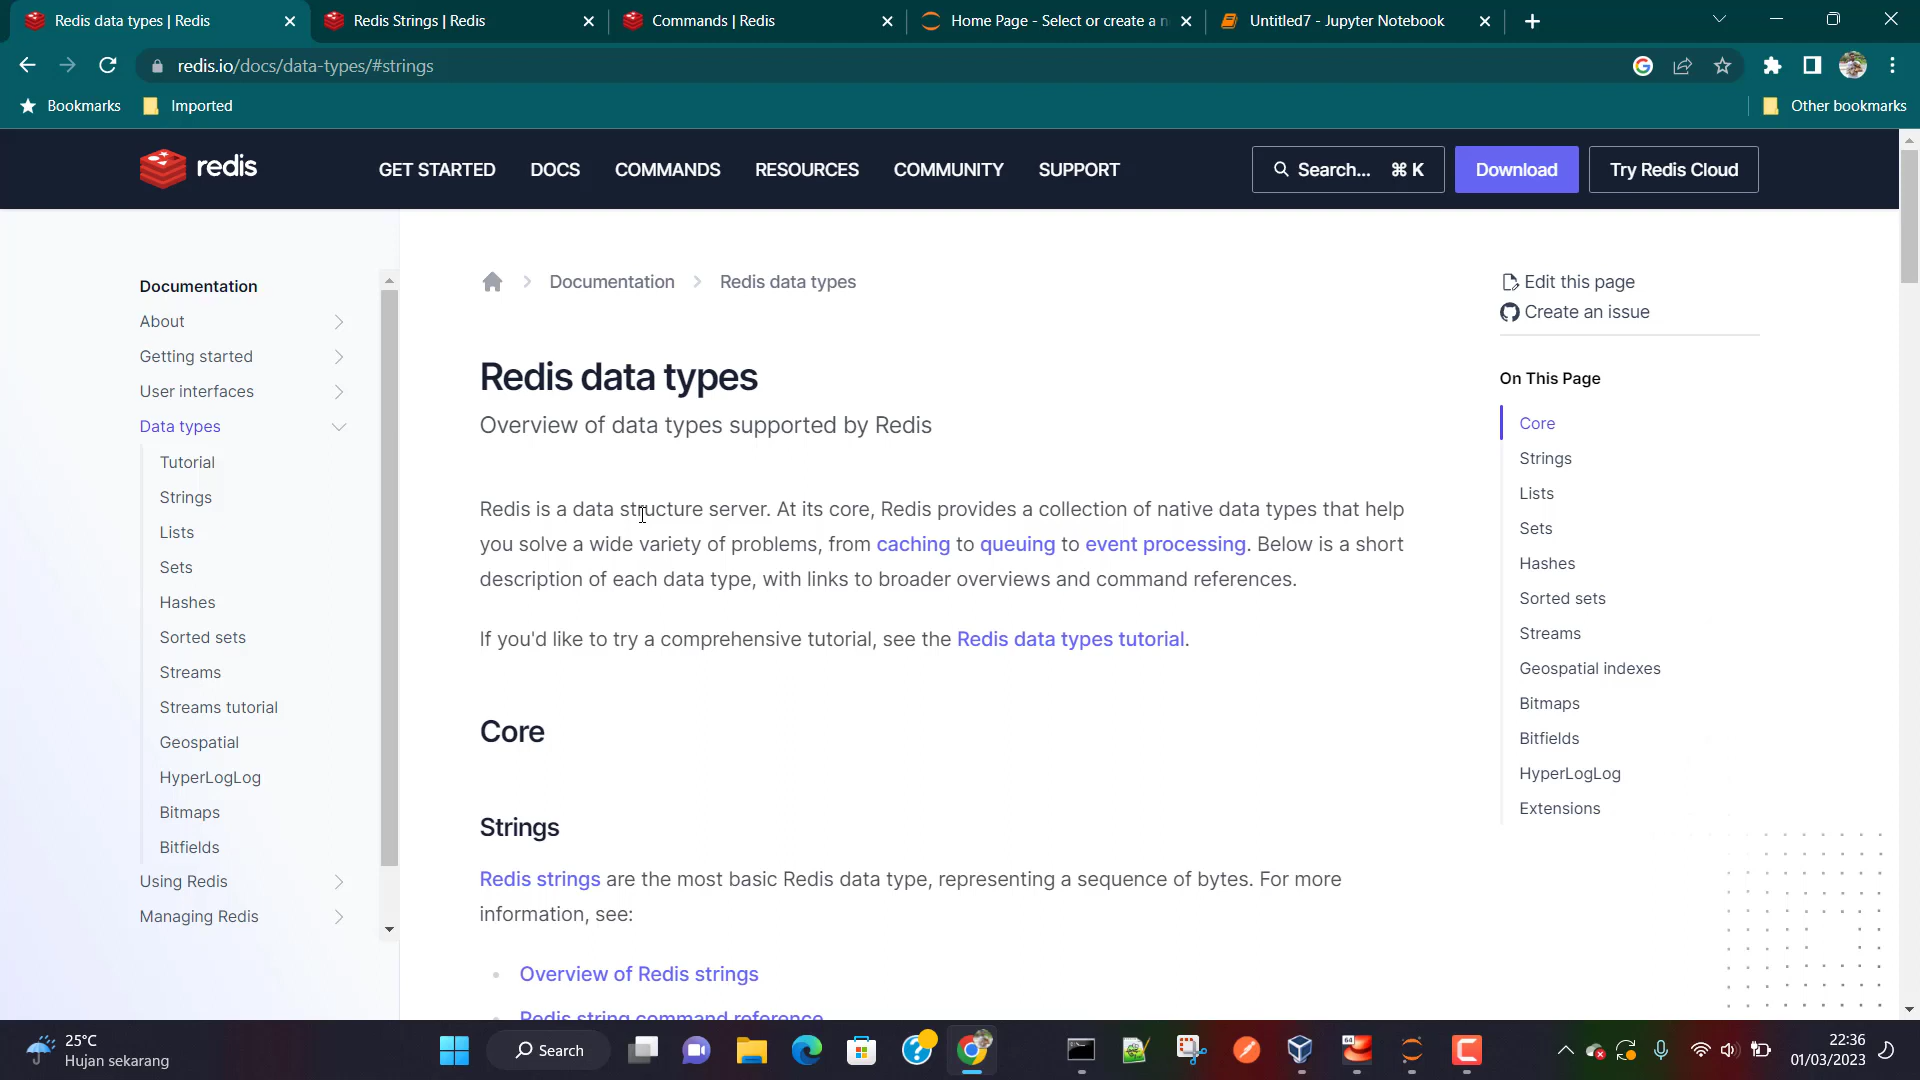 Redis data types | Redis
Redis Strings | Redis
Commands | Redis
Home Page - Select or create a n
Untitled7 - Jupyter Notebook
redis.io/docs/data-types/#strings
Bookmarks
Imported
Other bookmarks
redis
GET STARTED
DOCS
COMMANDS
RESOURCES
COMMUNITY
SUPPORT
Search... ⌘ K
Download
Try Redis Cloud
Documentation
About
Getting started
User interfaces
Data types
Tutorial
Strings
Lists
Sets
Hashes
Sorted sets
Streams
Streams tutorial
Geospatial
HyperLogLog
Bitmaps
Bitfields
Using Redis
Managing Redis
Documentation
Redis data types
Redis data types
Overview of data types supported by Redis
Redis is a data structure server. At its core, Redis provides a collection of native data types that help
you solve a wide variety of problems, from caching to queuing to event processing. Below is a short
description of each data type, with links to broader overviews and command references.
If you'd like to try a comprehensive tutorial, see the Redis data types tutorial.
Core
Strings
Redis strings are the most basic Redis data type, representing a sequence of bytes. For more
information, see:
Overview of Redis strings
Redis string command reference
Edit this page
Create an issue
On This Page
Core
Strings
Lists
Sets
Hashes
Sorted sets
Streams
Geospatial indexes
Bitmaps
Bitfields
HyperLogLog
Extensions
25°C
Hujan sekarang
Search
64
22:36
01/03/2023